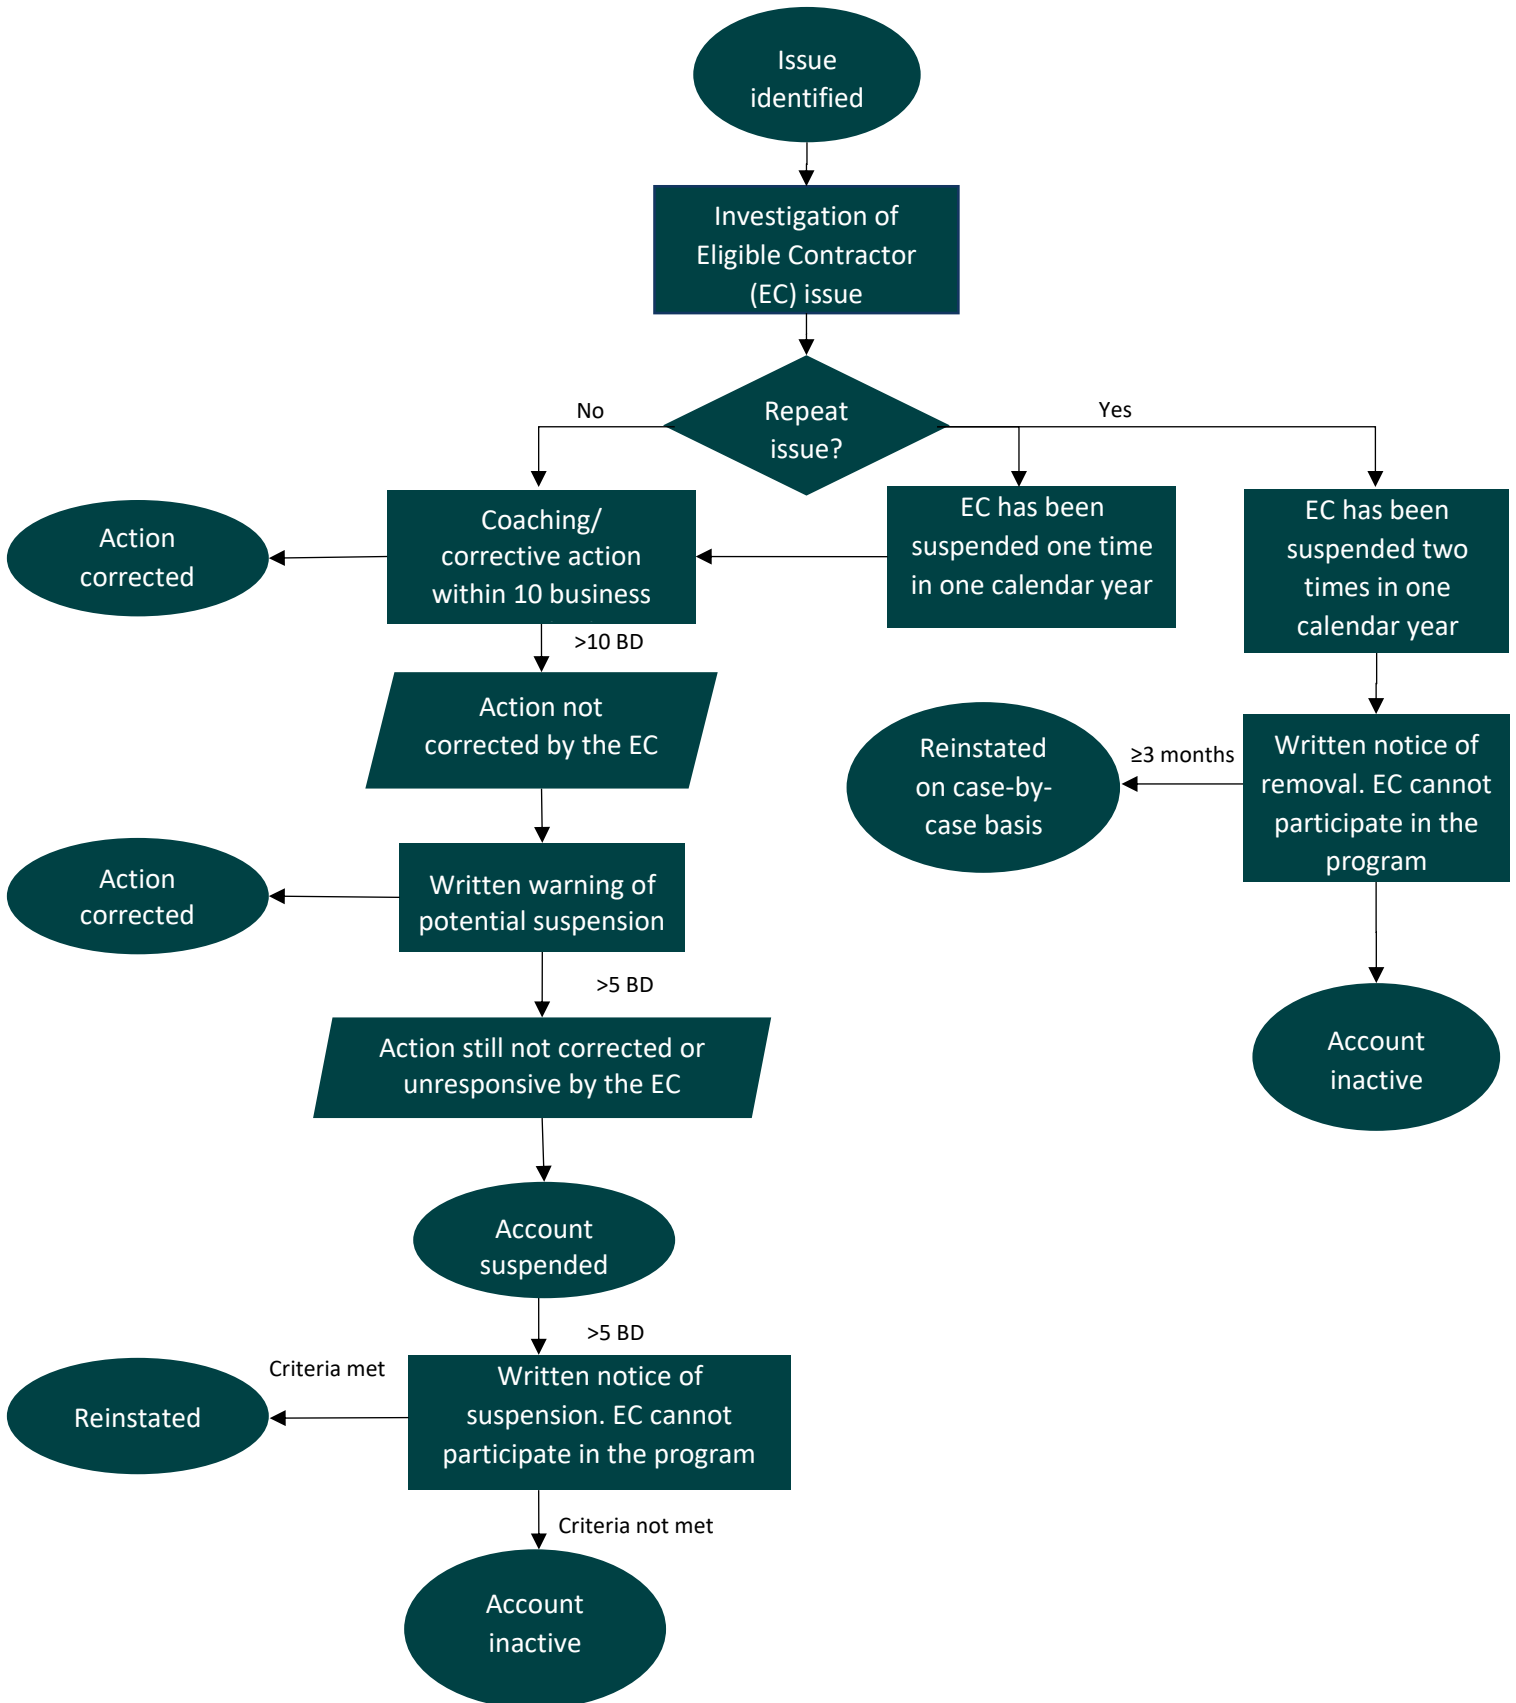 Issue
identified
Investigation of
Eligible Contractor
(EC) issue
Repeat
issue?
No
Yes
Action
corrected
Coaching/
corrective action
within 10 business
EC has been
suspended one time
in one calendar year
EC has been
suspended two
times in one
calendar year
>10 BD
Action not
corrected by the EC
Reinstated
on case-by-
case basis
≥3 months
Written notice of
removal. EC cannot
participate in the
program
Action
corrected
Written warning of
potential suspension
>5 BD
Action still not corrected or
unresponsive by the EC
Account
inactive
Account
suspended
>5 BD
Criteria met
Reinstated
Written notice of
suspension. EC cannot
participate in the program
Criteria not met
Account
inactive